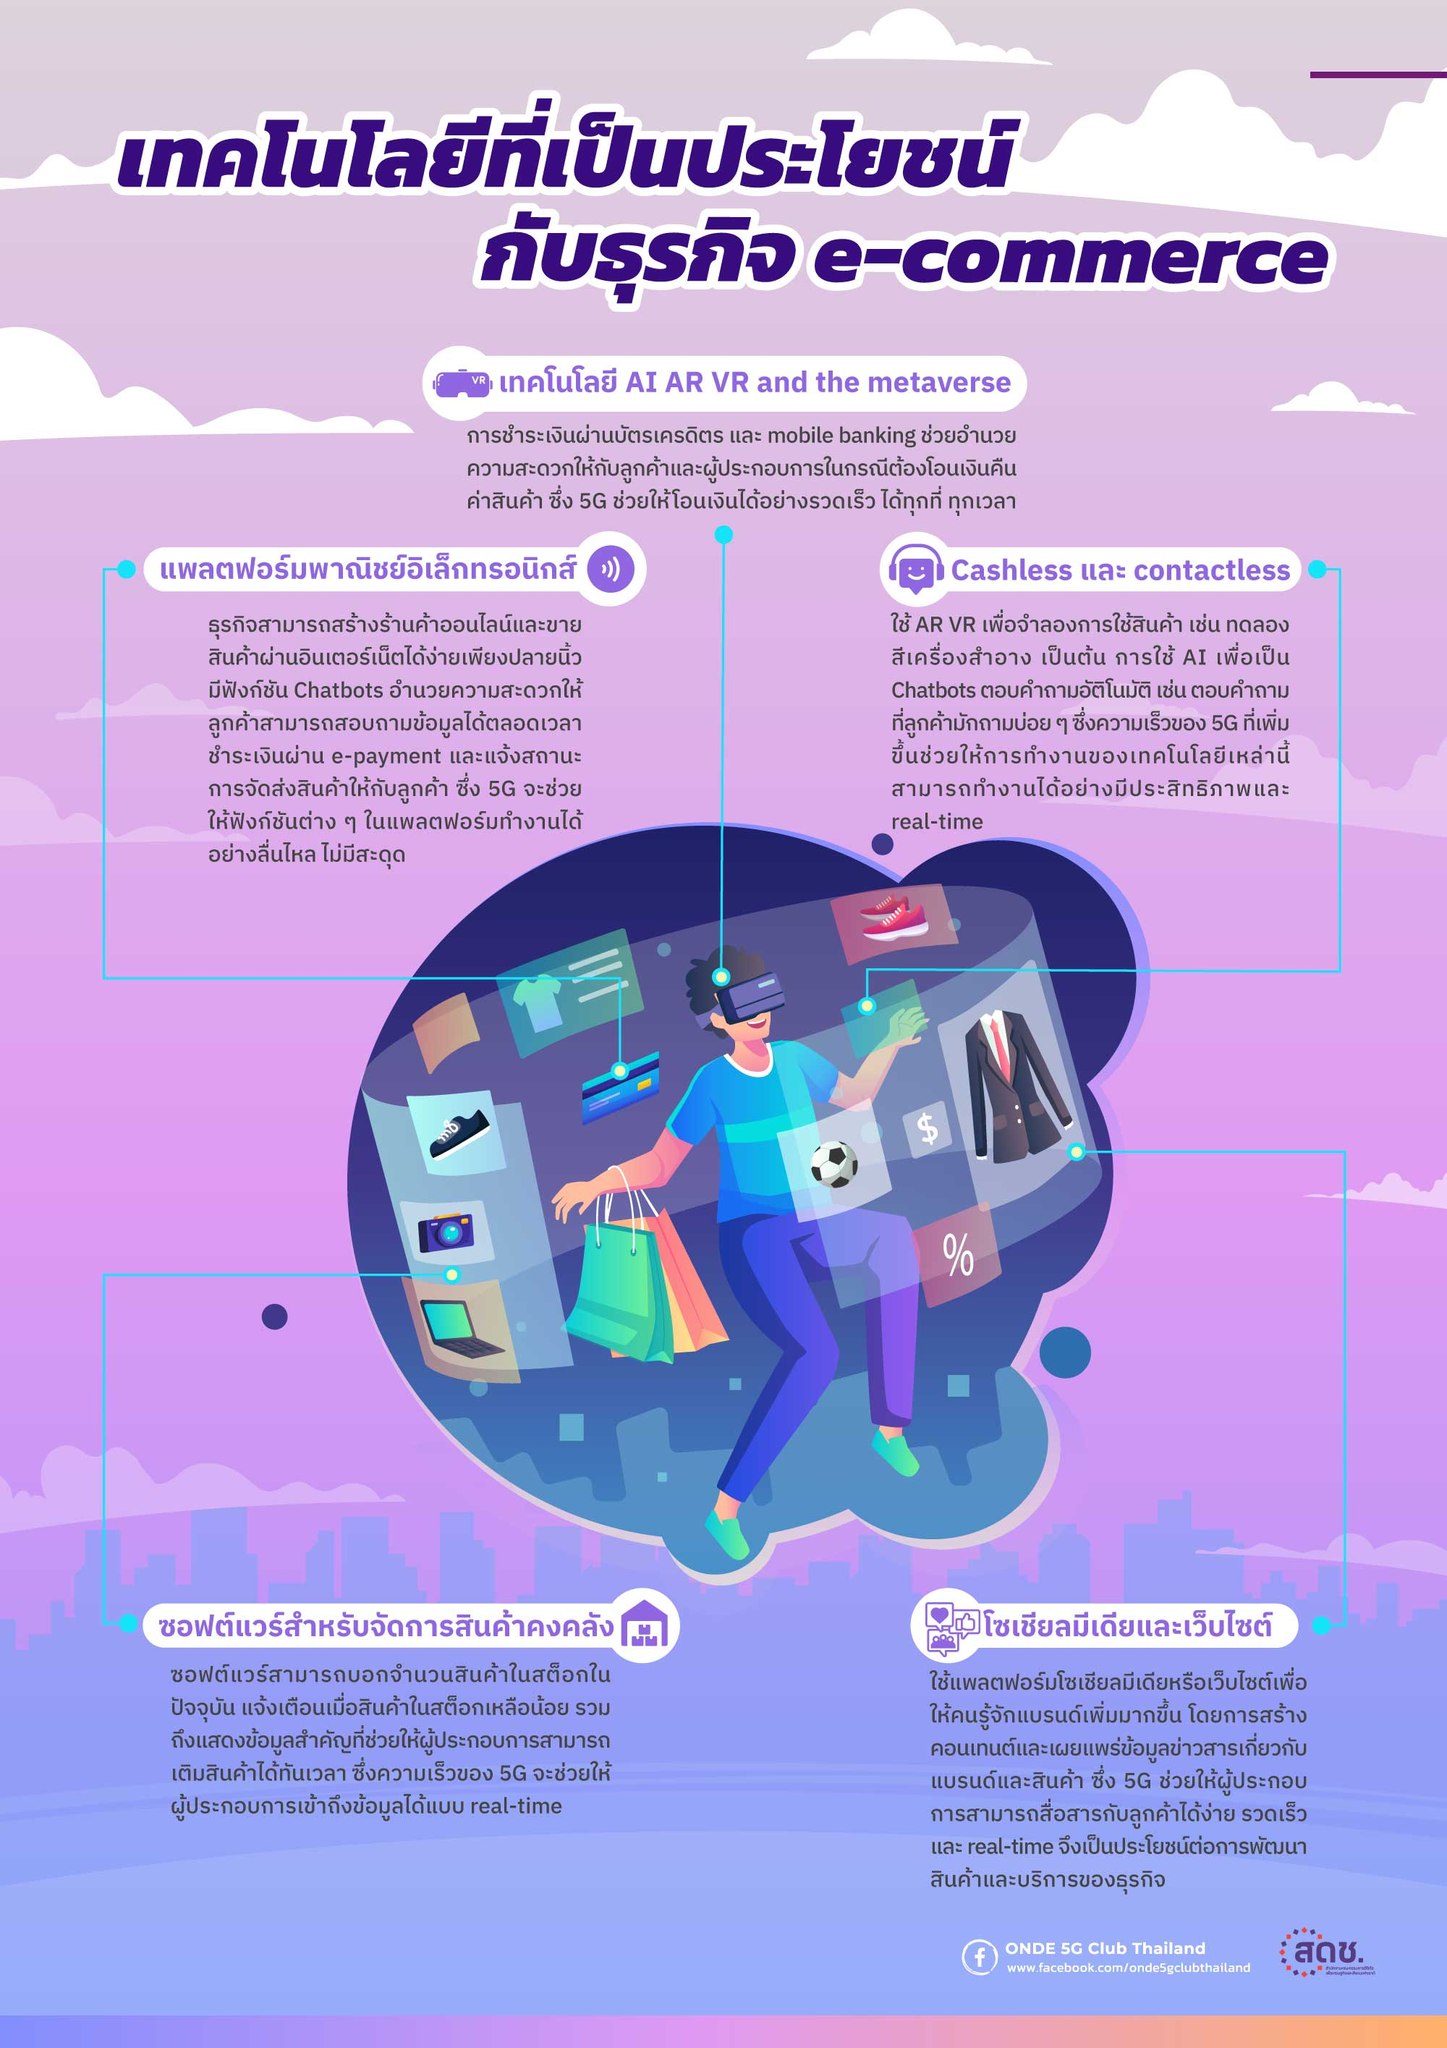 เทคโนโลยีที่เป็นประโยชน์
กับธุรกิจ e-commerce
VR
เทคโนโลยี AI AR VR and the metaverse
การชำระเงินผ่านบัตรเครดิตร และ mobile banking ช่วยอำนวย
ความสะดวกให้กับลูกค้าและผู้ประกอบการในกรณีต้องโอนเงินคืน
ค่าสินค้า ซึ่ง 5G ช่วยให้โอนเงินได้อย่างรวดเร็ว ได้ทุกที่ ทุกเวลา
แพลตฟอร์มพาณิชย์อิเล็กทรอนิกส์
ธุรกิจสามารถสร้างร้านค้าออนไลน์และขาย
สินค้าผ่านอินเตอร์เน็ตได้ง่ายเพียงปลายนิ้ว
มีฟังก์ชัน Chatbots อำนวยความสะดวกให้
ลูกค้าสามารถสอบถามข้อมูลได้ตลอดเวลา
ชำระเงินผ่าน e-payment และแจ้งสถานะ
การจัดส่งสินค้าให้กับลูกค้า ซึ่ง 5G จะช่วย
ให้ฟังก์ชันต่าง ๆ ในแพลตฟอร์มทำงานได้
อย่างลื่นไหล ไม่มีสะดุด
Cashless และ contactless
ใช้ AR VR เพื่อจำลองการใช้สินค้า เช่น ทดลอง
สีเครื่องสำอาง เป็นต้น การใช้ AI เพื่อเป็น
Chatbots ตอบคำถามอัติโนมัติ เช่น ตอบคำถาม
ที่ลูกค้ามักถามบ่อย ๆ ซึ่งความเร็วของ 5G ที่เพิ่ม
ขึ้นช่วยให้การทำงานของเทคโนโลยีเหล่านี้
สามารถทำงานได้อย่างมีประสิทธิภาพและ
real-time
$
%
ซอฟต์แวร์สำหรับจัดการสินค้าคงคลัง
ซอฟต์แวร์สามารถบอกจำนวนสินค้าในสต็อกใน
ปัจจุบัน แจ้งเตือนเมื่อสินค้าในสต็อกเหลือน้อย รวม
ถึงแสดงข้อมูลสำคัญที่ช่วยให้ผู้ประกอบการสามารถ
เติมสินค้าได้ทันเวลา ซึ่งความเร็วของ 5G จะช่วยให้
ผู้ประกอบการเข้าถึงข้อมูลได้แบบ real-time
โซเชียลมีเดียและเว็บไซต์
ใช้แพลตฟอร์มโซเชียลมีเดียหรือเว็บไซต์เพื่อ
ให้คนรู้จักแบรนด์เพิ่มมากขึ้น โดยการสร้าง
คอนเทนต์และเผยแพร่ข้อมูลข่าวสารเกี่ยวกับ
แบรนด์และสินค้า ซึ่ง 5G ช่วยให้ผู้ประกอบ
การสามารถสื่อสารกับลูกค้าได้ง่าย รวดเร็ว
และ real-time จึงเป็นประโยชน์ต่อการพัฒนา
สินค้าและบริการของธุรกิจ
ONDE 5G Club Thailand
www.facebook.com/onde5gclubthailand
สดช.